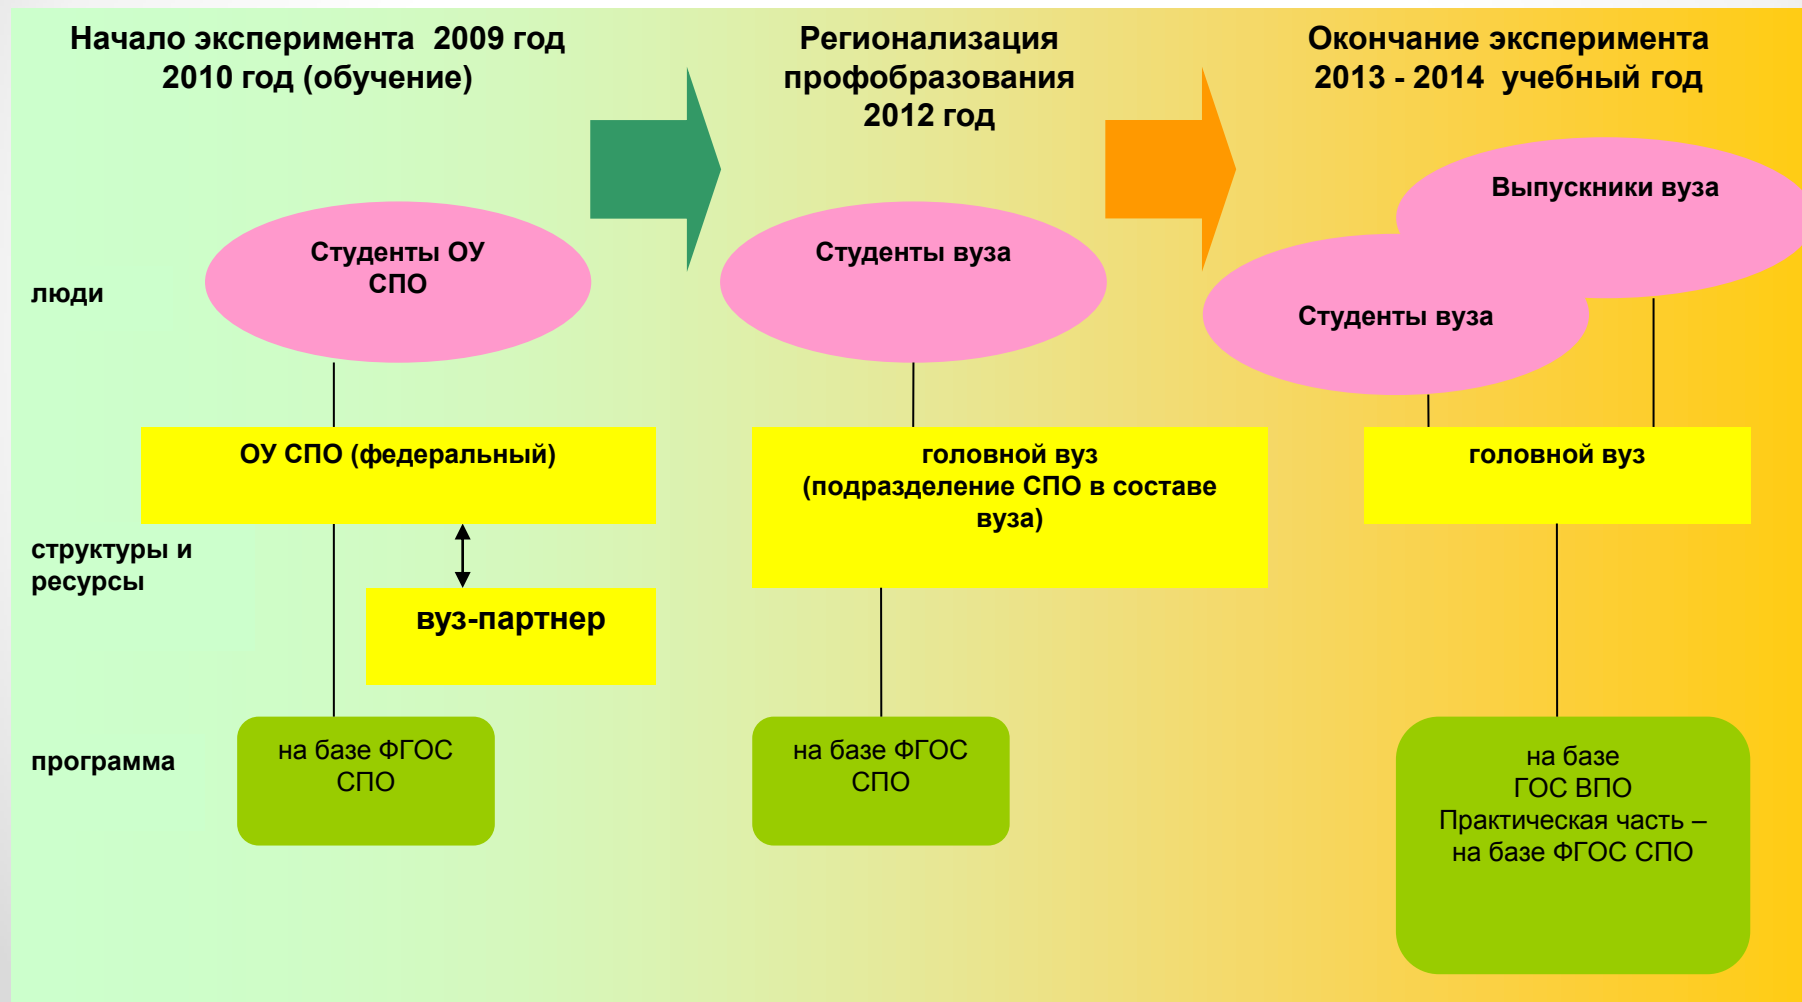 Начало эксперимента 2009 год
2010 год (обучение)
Регионализация
профобразования
2012 год
Окончание эксперимента
2013 - 2014 учебный год
люди
Студенты ОУ
СПО
Студенты вуза
Выпускники вуза
Студенты вуза
структуры и
ресурсы
ОУ СПО (федеральный)
вуз-партнер
головной вуз
(подразделение СПО в составе
вуза)
головной вуз
программа
на базе ФГОС
СПО
на базе ФГОС
СПО
на базе
ГОС ВПО
Практическая часть –
на базе ФГОС СПО